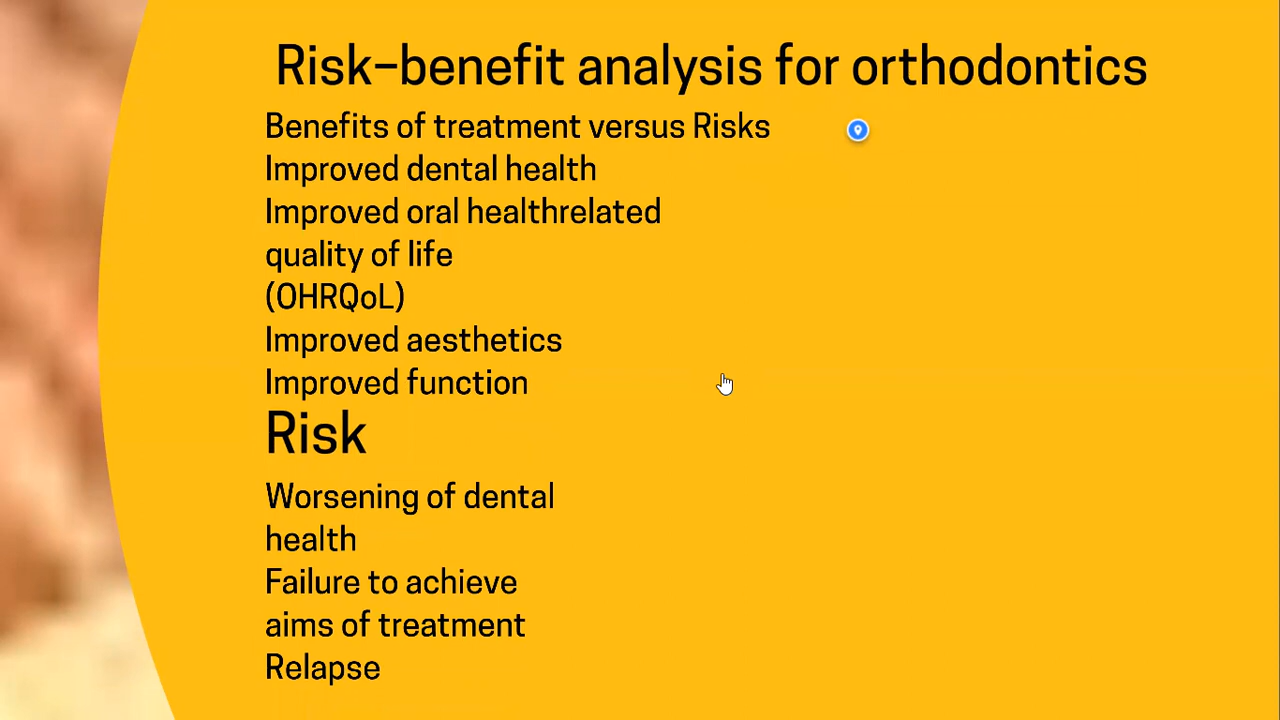 Risk–benefit analysis for orthodontics
Benefits of treatment versus Risks
Improved dental health
Improved oral healthrelated
quality of life
(OHRQoL)
Improved aesthetics
Improved function
Risk
Worsening of dental
health
Failure to achieve
aims of treatment
Relapse